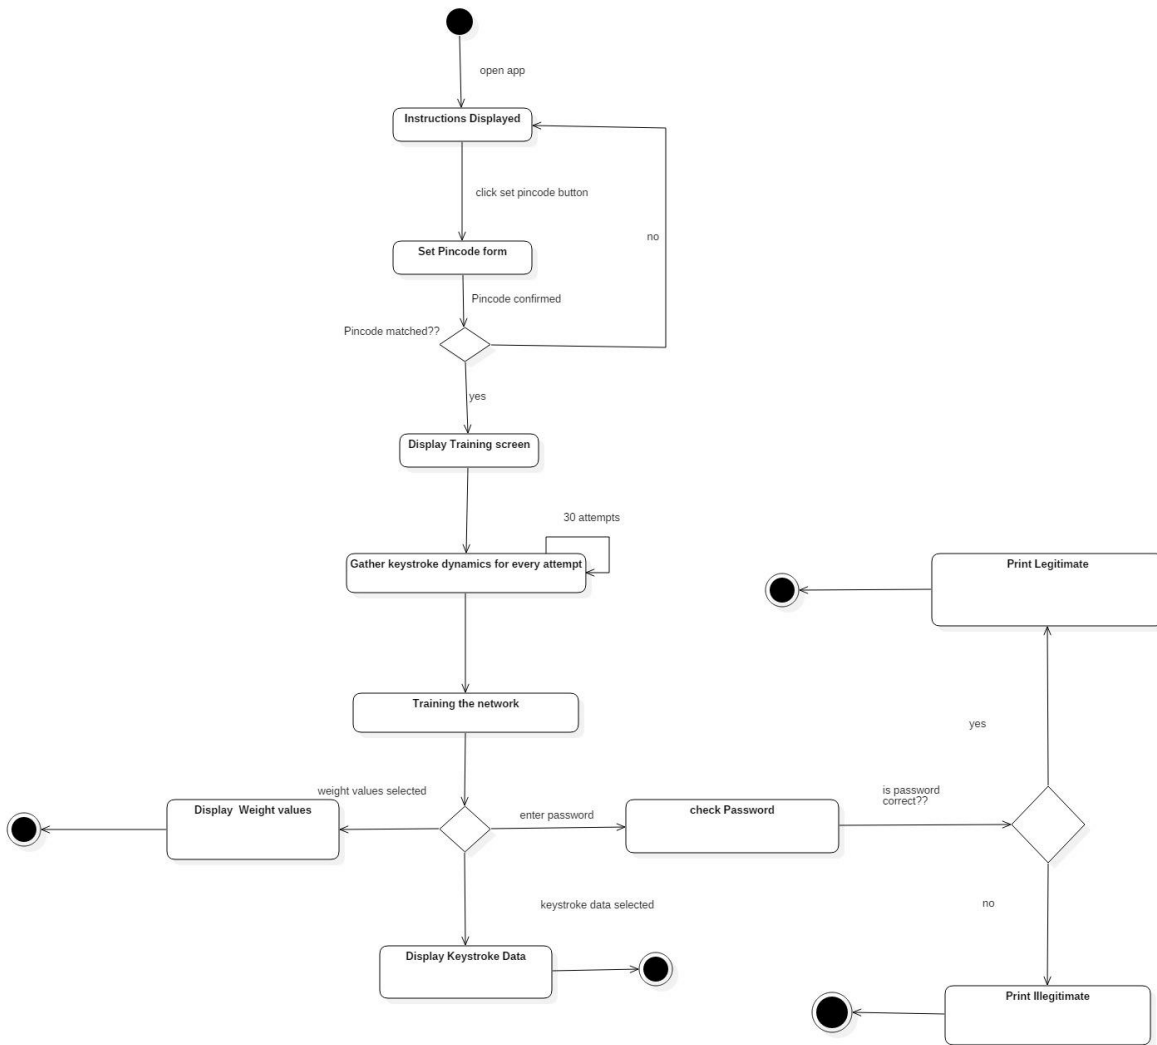 open app
Instructions Displayed
click set pincode button
no
Set Pincode form
Pincode confirmed
Pincode matched??
yes
Display Training screen
30 attempts
Gather keystroke dynamics for every attempt
Print Legitimate
Training the network
yes
weight values selected
Display  Weight values
enter password
check Password
is password
correct??
keystroke data selected
no
Display Keystroke Data
Print Illegitimate